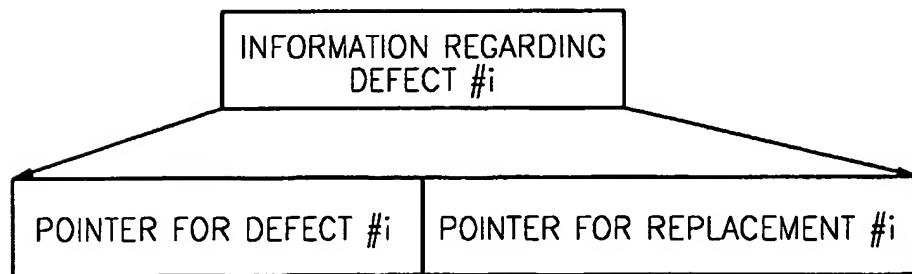 INFORMATION REGARDING
DEFECT #i
POINTER FOR DEFECT #i
POINTER FOR REPLACEMENT #i